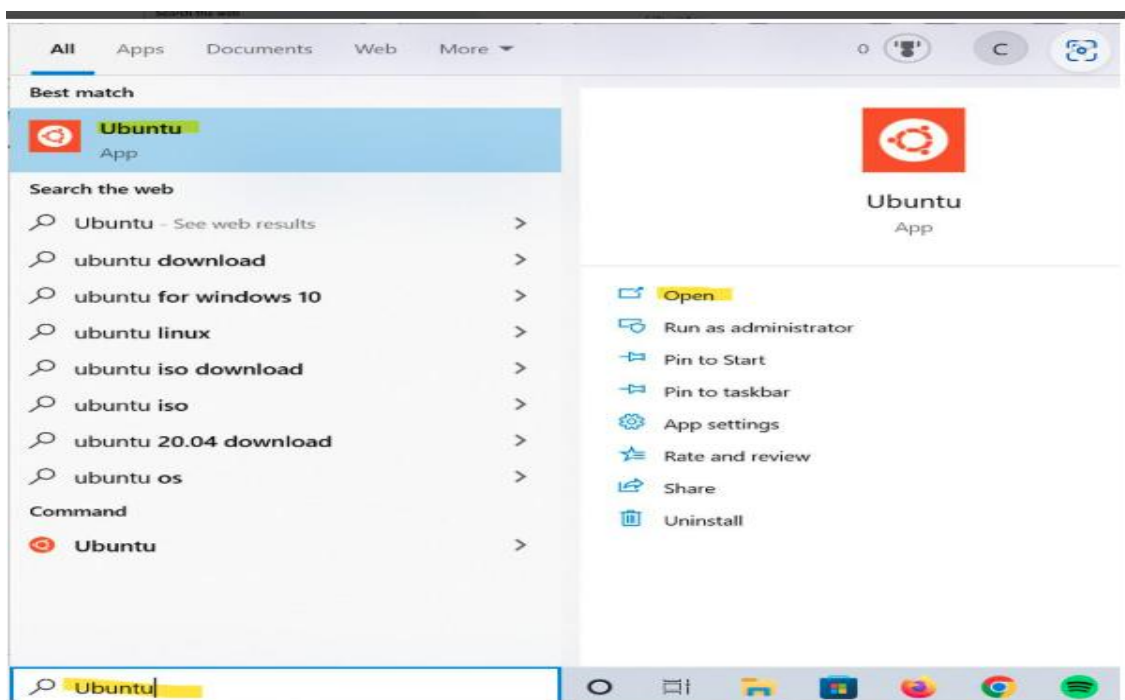 All Apps Documents Web More 0 C
Best match
Ubuntu
App
Search the web
Ubuntu - See web results
ubuntu download
ubuntu for windows 10
ubuntu linux
ubuntu iso download
ubuntu iso
ubuntu 20.04 download
ubuntu os
Command
Ubuntu
Ubuntu
App
Open
Run as administrator
Pin to Start
Pin to taskbar
App settings
Rate and review
Share
Uninstall
Ubuntu